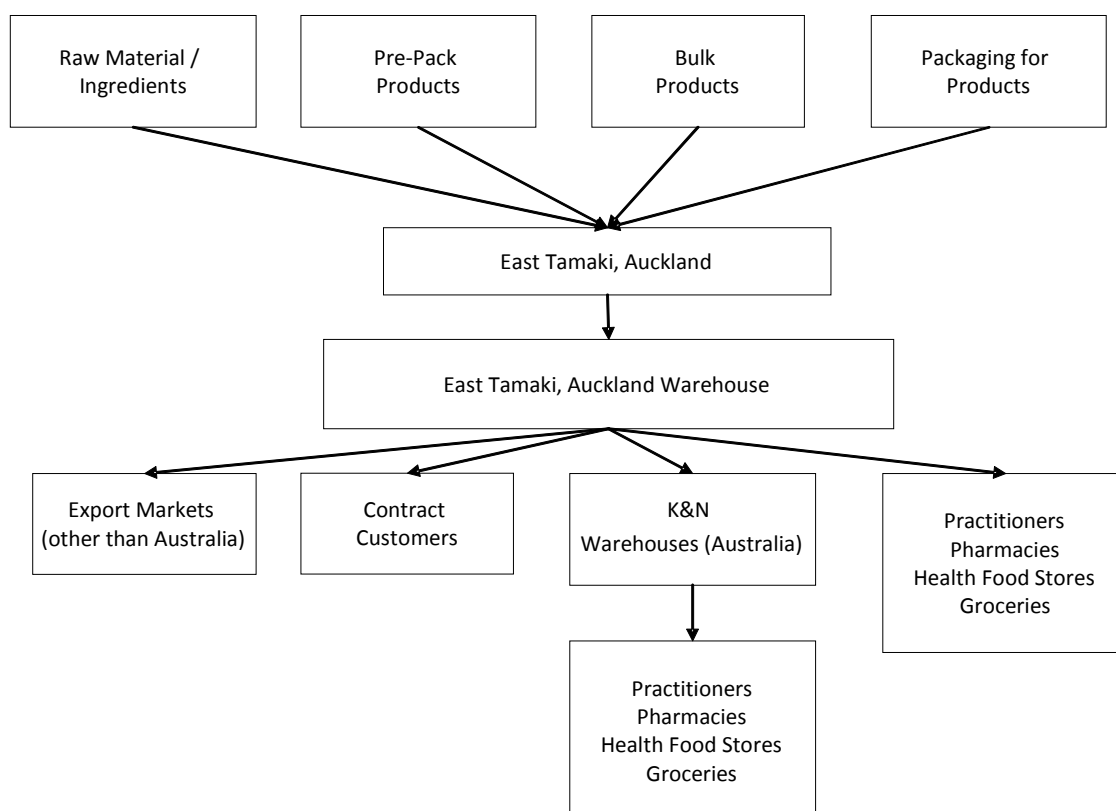 Raw Material /
Ingredients
Pre-Pack
Products
Bulk
Products
Packaging for
Products
East Tamaki, Auckland
East Tamaki, Auckland Warehouse
Export Markets
(other than Australia)
Contract
Customers
K&N
Warehouses (Australia)
Practitioners
Pharmacies
Health Food Stores
Groceries
Practitioners
Pharmacies
Health Food Stores
Groceries